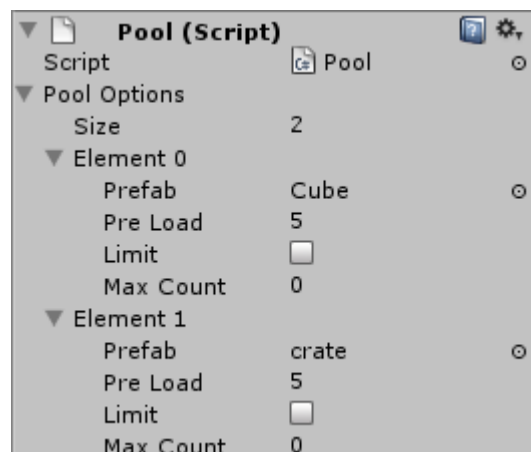 Pool (Script)
Script C# Pool
Pool Options
Size 2
Element 0
Prefab Cube
Pre Load 5
Limit
Max Count 0
Element 1
Prefab crate
Pre Load 5
Limit
Max Count 0